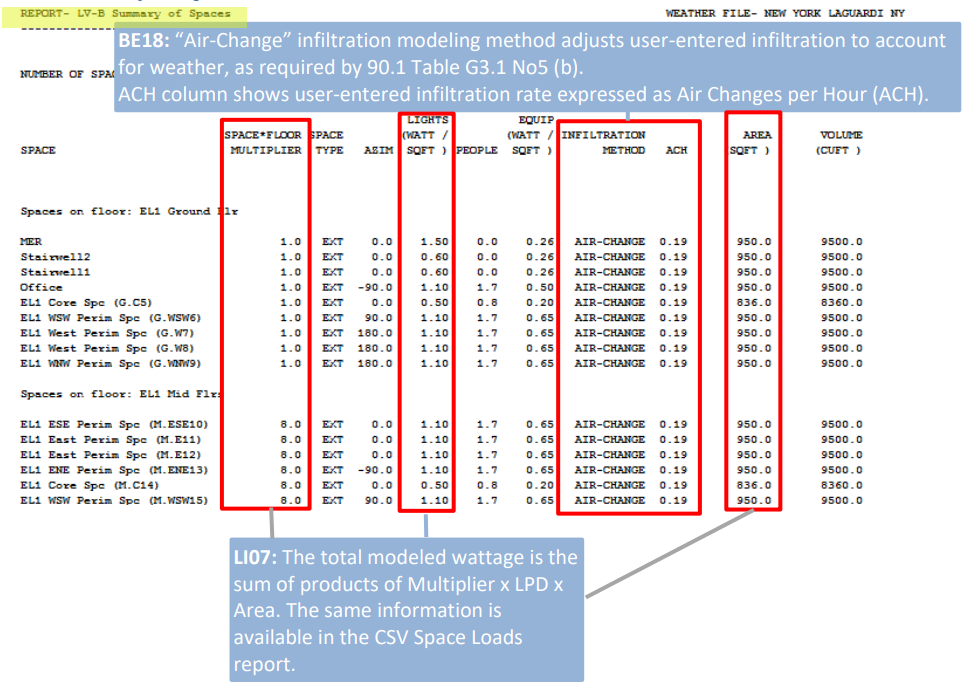 REPORT- LV-B Summary of Spaces WEATHER FILE- NEW YORK LAGUARDI NY
BE18: “Air-Change” infiltration modeling method adjusts user-entered infiltration to account
for weather, as required by 90.1 Table G3.1 No5 (b).
ACH column shows user-entered infiltration rate expressed as Air Changes per Hour (ACH).
NUMBER OF
LIGHTS EQUIP
SPACE*FLOOR SPACE (WATT / (WATT / INFILTRATION AREA VOLUME
SPACE MULTIPLIER TYPE AZIM SQFT ) PEOPLE SQFT ) METHOD ACH SQFT ) (CUFT )
Spaces on floor: EL1 Ground Flr
MER 1.0 EXT 0.0 1.50 0.0 0.26 AIR-CHANGE 0.19 950.0 9500.0
Stairwell2 1.0 EXT 0.0 0.60 0.0 0.26 AIR-CHANGE 0.19 950.0 9500.0
Stairwell1 1.0 EXT 0.0 0.60 0.0 0.26 AIR-CHANGE 0.19 950.0 9500.0
Office 1.0 EXT -90.0 1.10 1.7 0.50 AIR-CHANGE 0.19 950.0 9500.0
EL1 Core Spc (G.C5) 1.0 EXT 0.0 0.50 0.8 0.20 AIR-CHANGE 0.19 836.0 8360.0
EL1 WSW Perim Spc (G.WSW6) 1.0 EXT 90.0 1.10 1.7 0.65 AIR-CHANGE 0.19 950.0 9500.0
EL1 West Perim Spc (G.W7) 1.0 EXT 180.0 1.10 1.7 0.65 AIR-CHANGE 0.19 950.0 9500.0
EL1 West Perim Spc (G.W8) 1.0 EXT 180.0 1.10 1.7 0.65 AIR-CHANGE 0.19 950.0 9500.0
EL1 WNW Perim Spc (G.WNW9) 1.0 EXT 180.0 1.10 1.7 0.65 AIR-CHANGE 0.19 950.0 9500.0
Spaces on floor: EL1 Mid Flrs
EL1 ESE Perim Spc (M.ESE10) 8.0 EXT 0.0 1.10 1.7 0.65 AIR-CHANGE 0.19 950.0 9500.0
EL1 East Perim Spc (M.E11) 8.0 EXT 0.0 1.10 1.7 0.65 AIR-CHANGE 0.19 950.0 9500.0
EL1 East Perim Spc (M.E12) 8.0 EXT 0.0 1.10 1.7 0.65 AIR-CHANGE 0.19 950.0 9500.0
EL1 ENE Perim Spc (M.ENE13) 8.0 EXT -90.0 1.10 1.7 0.65 AIR-CHANGE 0.19 950.0 9500.0
EL1 Core Spc (M.C14) 8.0 EXT 0.0 0.50 0.8 0.20 AIR-CHANGE 0.19 836.0 8360.0
EL1 WSW Perim Spc (M.WSW15) 8.0 EXT 90.0 1.10 1.7 0.65 AIR-CHANGE 0.19 950.0 9500.0
LI07: The total modeled wattage is the
sum of products of Multiplier x LPD x
Area. The same information is
available in the CSV Space Loads
report.